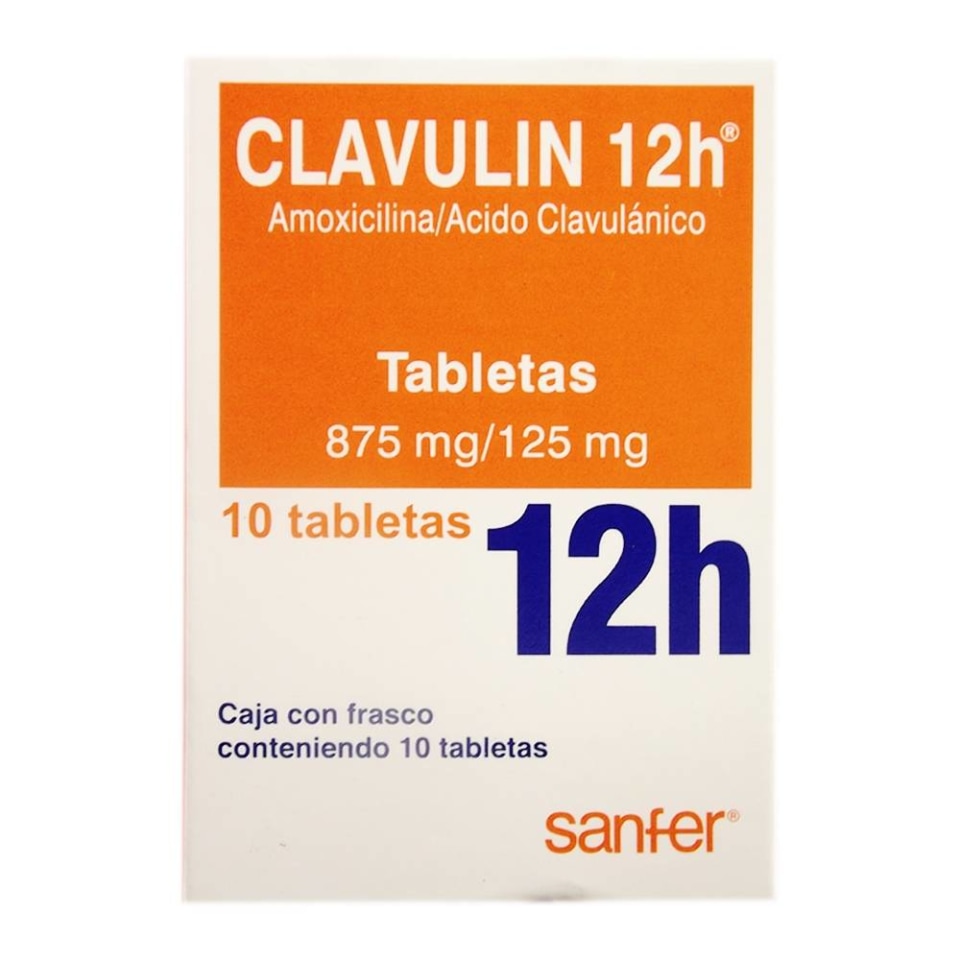 CLAVULIN 12h®
Amoxicilina/Acido Clavulánico
Tabletas
875 mg/125 mg
10 tabletas
12h
Caja con frasco
conteniendo 10 tabletas
sanfer®